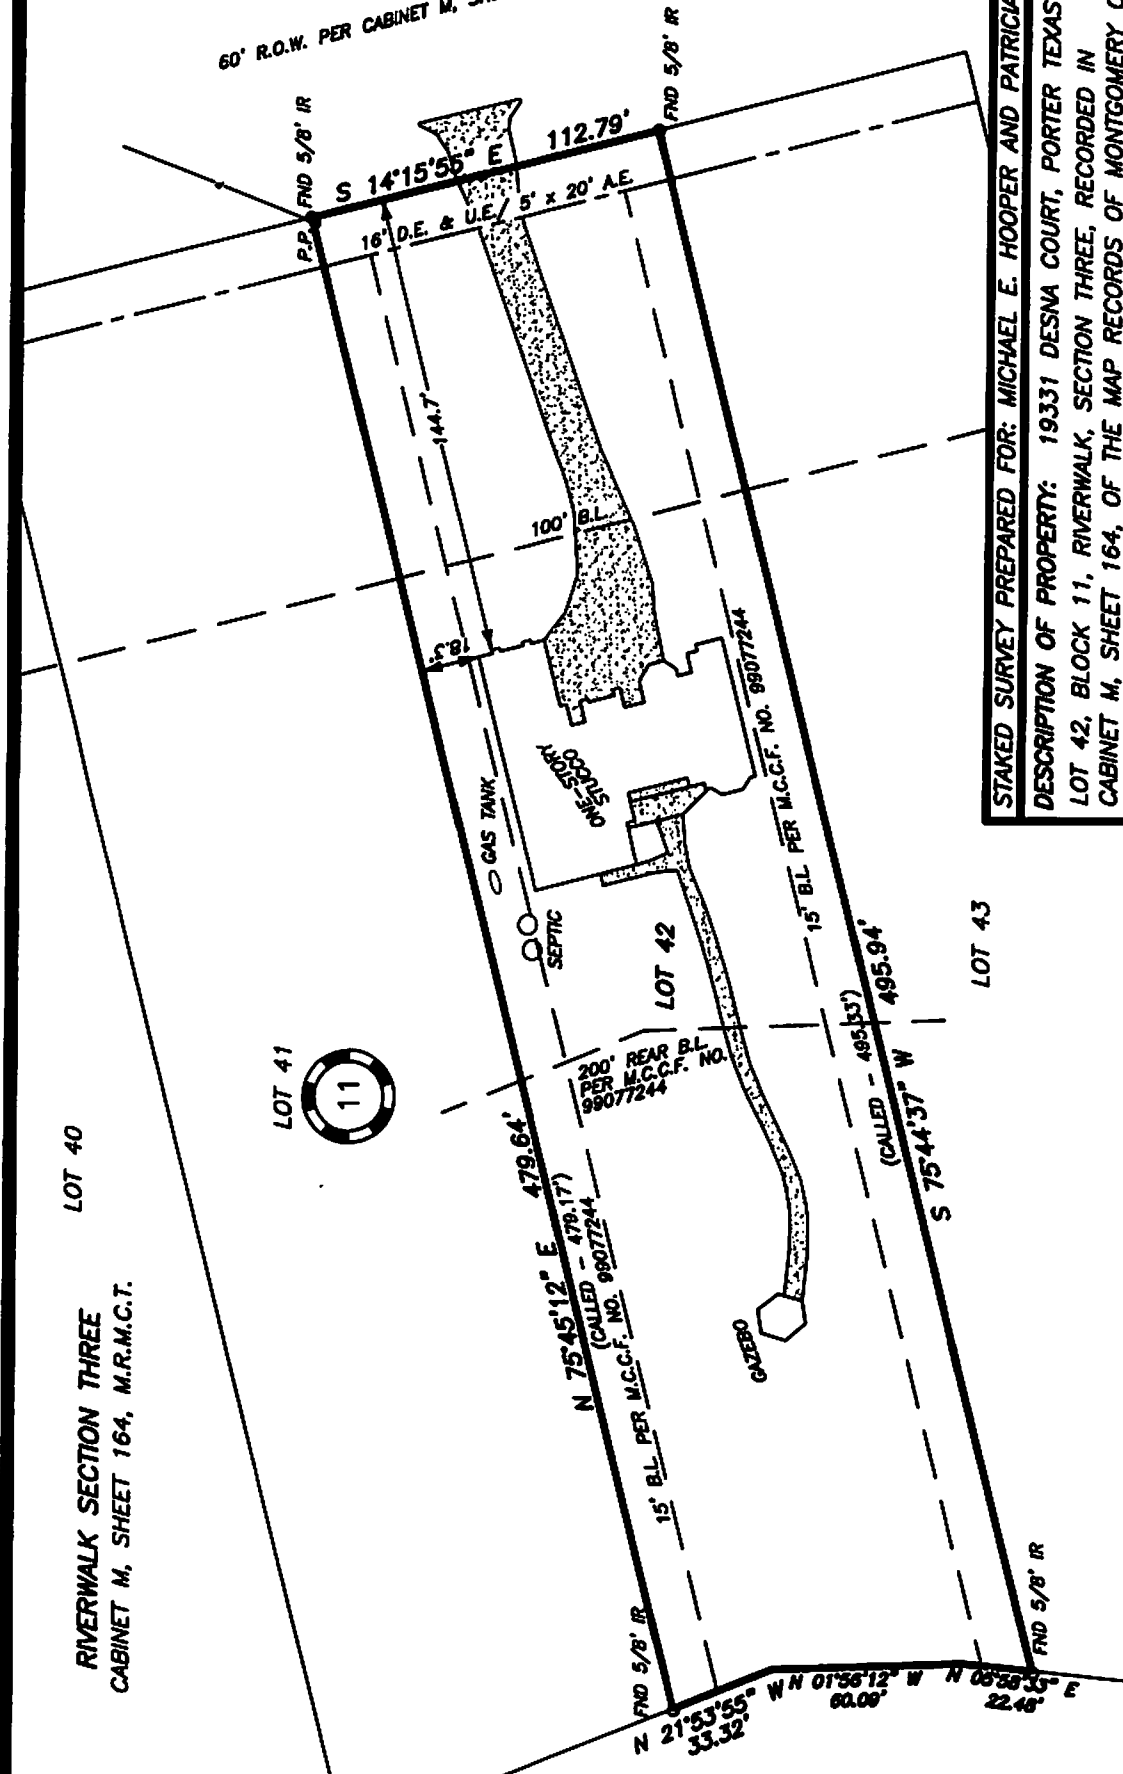 60' R.O.W. PER CABINET M,
P.P.
FND 5/8' IR
S 14°15'55" E
112.79'
FND 5/8' IR
16' D.E. & U.E. / 5' x 20' A.E.
144.7'
100' B.L.
18.3'
GAS TANK
ONE-STORY
STUCCO
SEPTIC
15' B.L. PER M.C.C.F. NO. 99077244
LOT 42
LOT 43
200' REAR B.L.
PER M.C.C.F. NO.
99077244
495.94'
(CALLED - 495.33')
S 75°44'37" W
LOT 41
11
LOT 40
479.64'
N 75°45'12" E
(CALLED - 479.17')
15' B.L. PER M.C.C.F. NO. 99077244
GAZEBO
RIVERWALK SECTION THREE
CABINET M, SHEET 164, M.R.M.C.T.
FND 5/8' IR
N 21°53'55" W
33.32'
N 01°56'12" W
60.09'
N 05°58'33" E
22.48'
FND 5/8' IR
STAKED SURVEY PREPARED FOR: MICHAEL E. HOOPER AND PATRICIA
DESCRIPTION OF PROPERTY: 19331 DESNA COURT, PORTER TEXAS
LOT 42, BLOCK 11, RIVERWALK, SECTION THREE, RECORDED IN
CABINET M, SHEET 164, OF THE MAP RECORDS OF MONTGOMERY